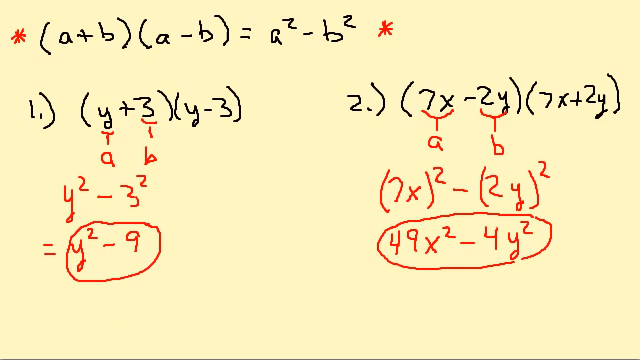 * (a+b)(a-b) = a² - b² *
1.) (y+3)(y-3)
a b
y² - 3²
= y² - 9
2.) (7x-2y)(7x+2y)
a b
(7x)² - (2y)²
49x² - 4y²